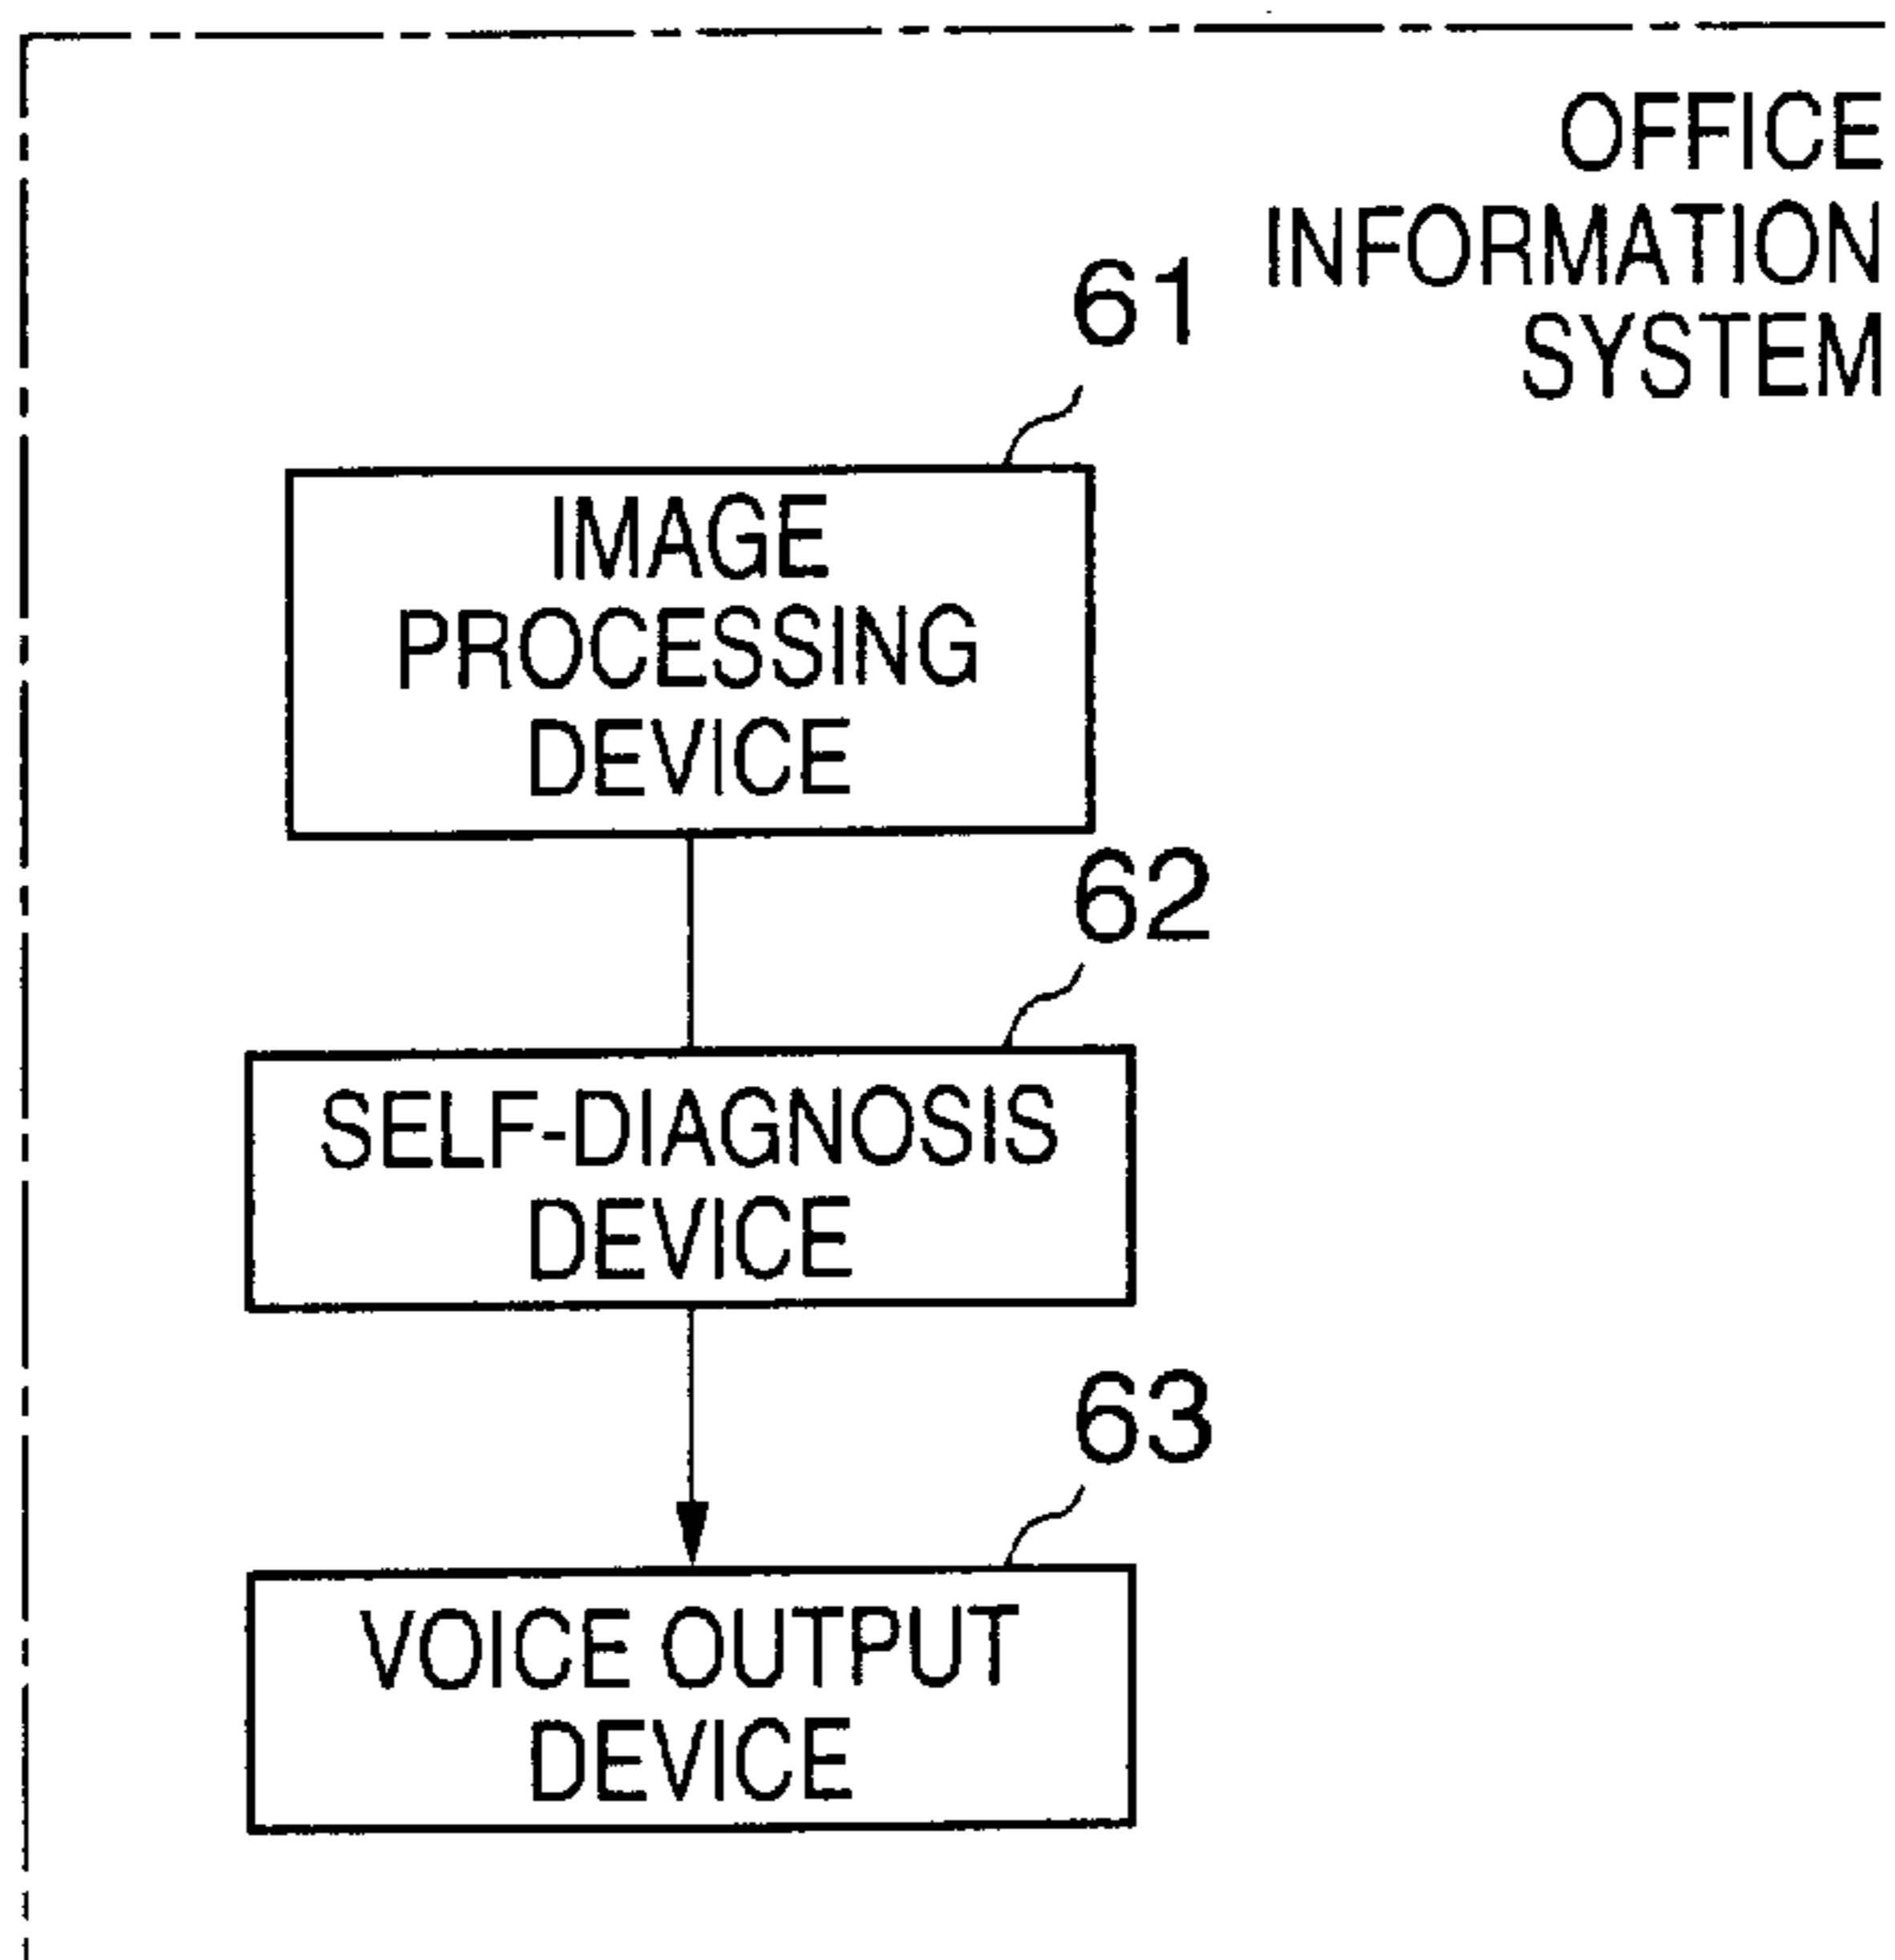 OFFICE
INFORMATION
SYSTEM
61
IMAGE
PROCESSING
DEVICE
62
SELF-DIAGNOSIS
DEVICE
63
VOICE OUTPUT
DEVICE